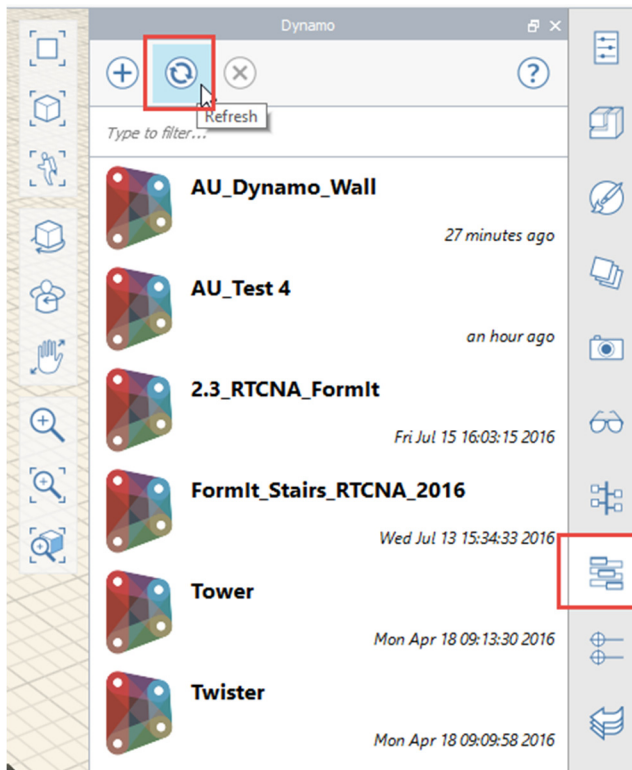 Dynamo
Refresh
Type to filter...
AU_Dynamo_Wall
27 minutes ago
AU_Test 4
an hour ago
2.3_RTCNA_FormIt
Fri Jul 15 16:03:15 2016
FormIt_Stairs_RTCNA_2016
Wed Jul 13 15:34:33 2016
Tower
Mon Apr 18 09:13:30 2016
Twister
Mon Apr 18 09:09:58 2016